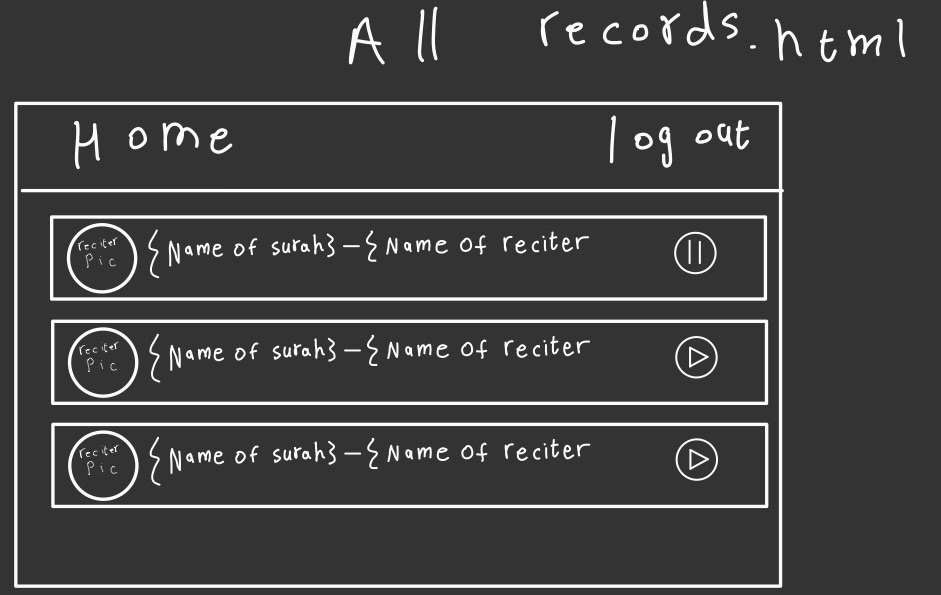 All records.html
Home log out
reciter
Pic
{Name of surah}-{Name of reciter
reciter
Pic
{Name of surah}-{Name of reciter
reciter
Pic
{Name of surah}-{Name of reciter